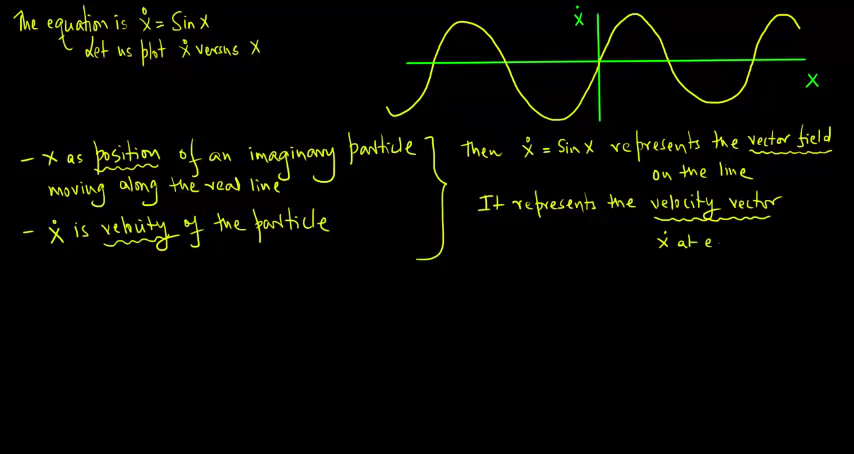 The equation is ẋ = Sin x
Let us plot ẋ versus x
ẋ
x
- x as position of an imaginary particle
moving along the real line
- ẋ is velocity of the particle
Then ẋ = Sin x represents the vector field
on the line
It represents the velocity vector
ẋ at e